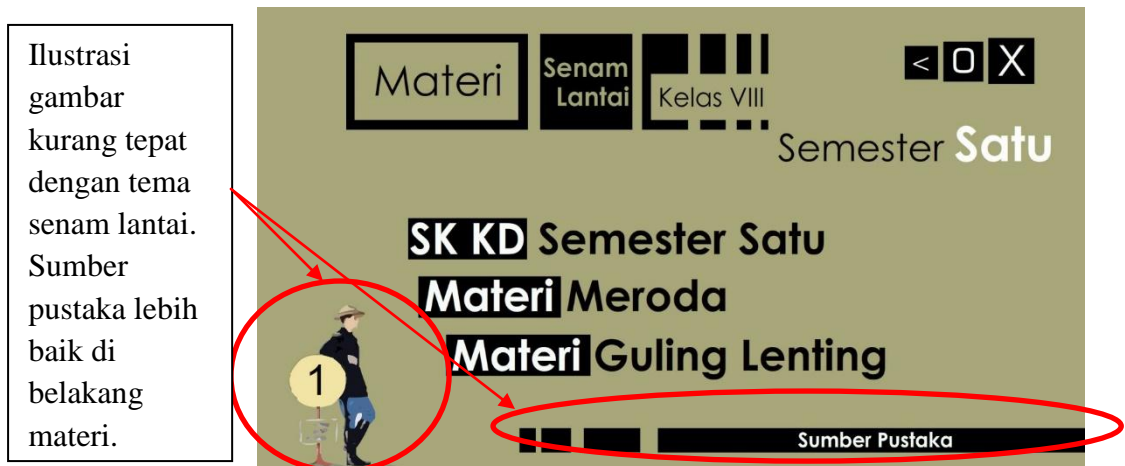 Ilustrasi
gambar
kurang tepat
dengan tema
senam lantai.
Sumber
pustaka lebih
baik di
belakang
materi.
Materi
Senam
Lantai
Kelas VIII
< O X
Semester Satu
SK KD Semester Satu
Materi Meroda
Materi Guling Lenting
1
Sumber Pustaka